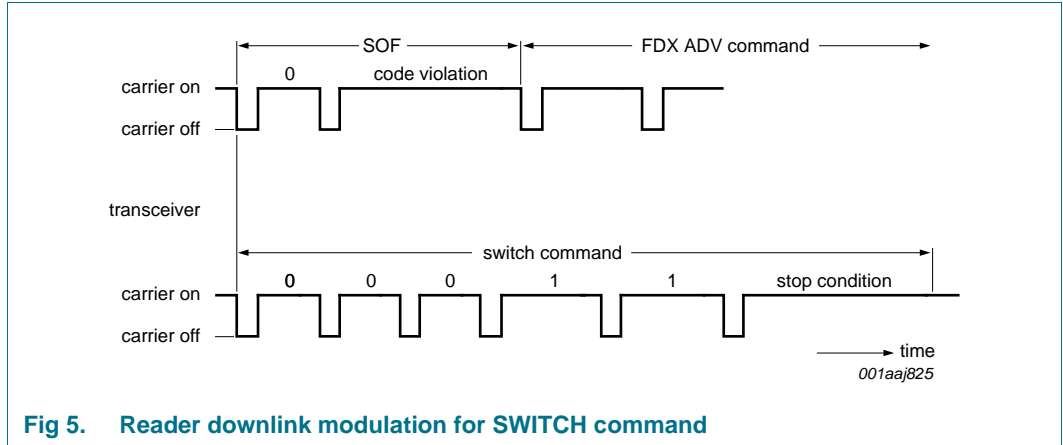 SOF FDX ADV command
0 code violation
carrier on
carrier off
transceiver
switch command
0 0 0 1 1 stop condition
carrier on
carrier off
time
001aaj825
Fig 5. Reader downlink modulation for SWITCH command